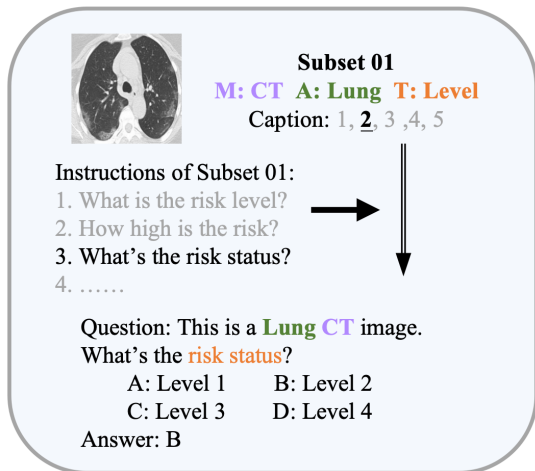 Subset 01
M: CT A: Lung T: Level
Caption: 1, 2, 3 ,4, 5
Instructions of Subset 01:
1. What is the risk level?
2. How high is the risk?
3. What's the risk status?
4. ......
Question: This is a Lung CT image.
What's the risk status?
A: Level 1 B: Level 2
C: Level 3 D: Level 4
Answer: B